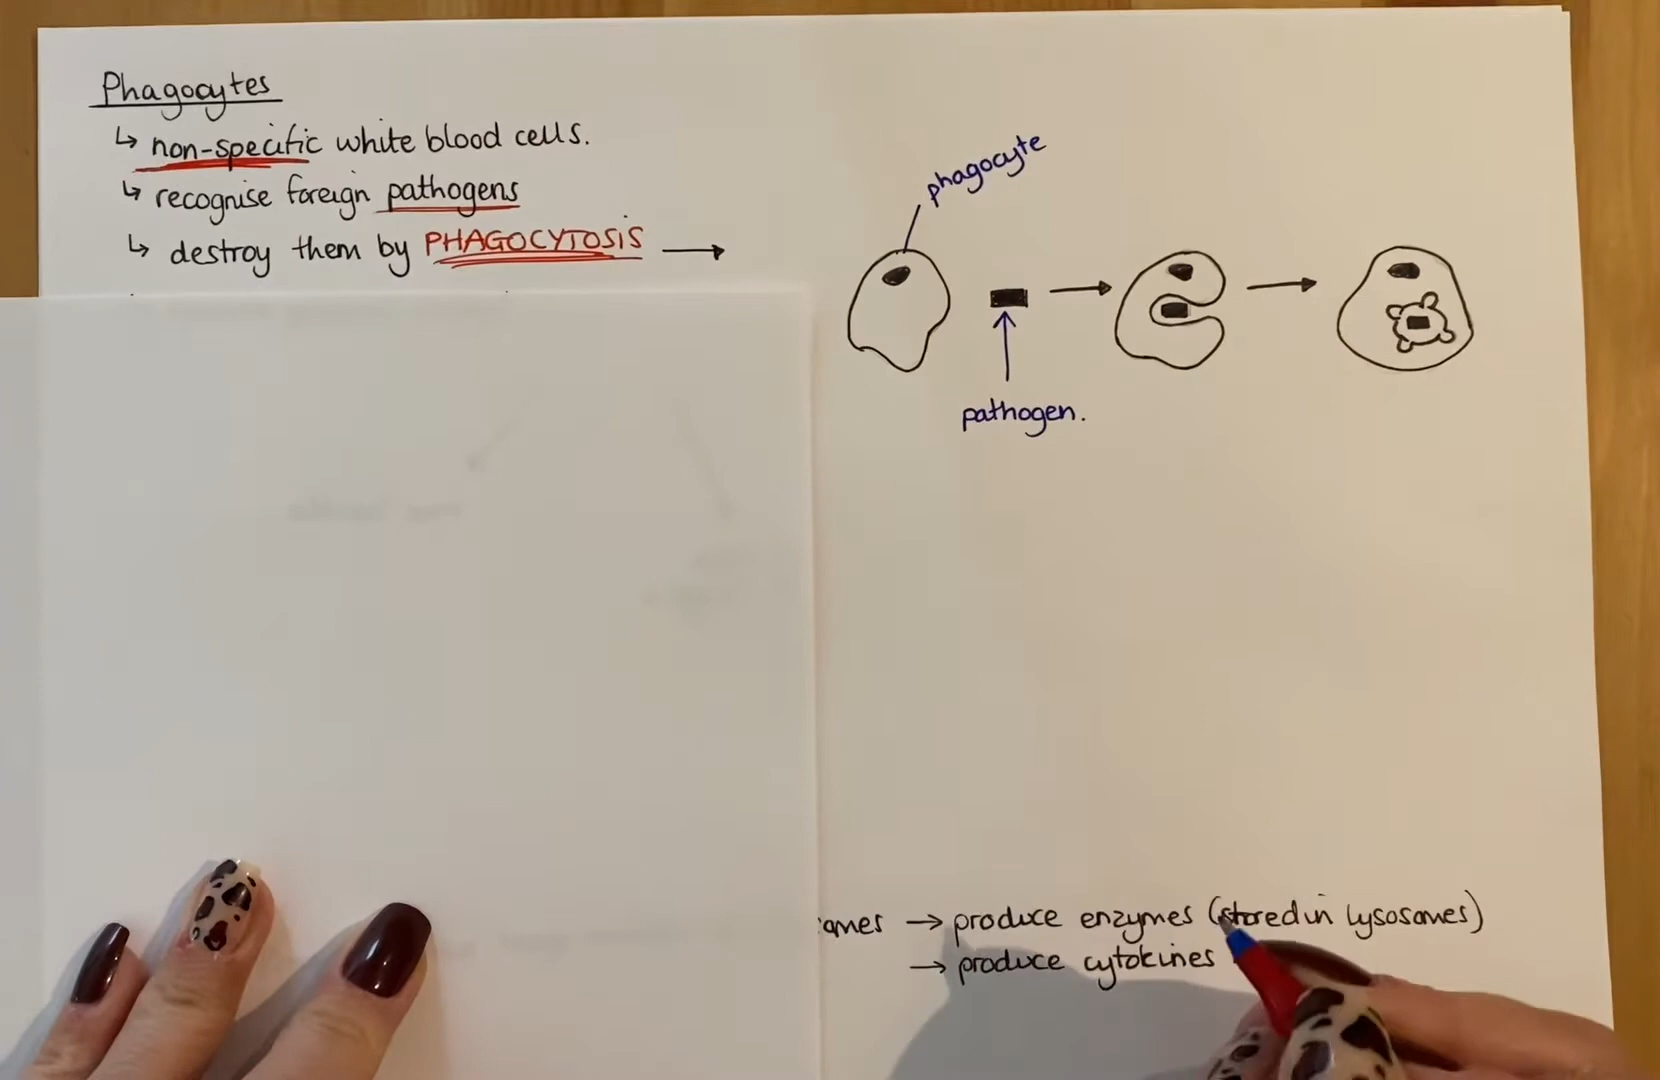 Phagocytes
↳ non-specific white blood cells.
↳ recognise foreign pathogens
↳ destroy them by PHAGOCYTOSIS →
phagocyte
pathogen.
→ produce enzymes (stored in lysosomes)
→ produce cytokines